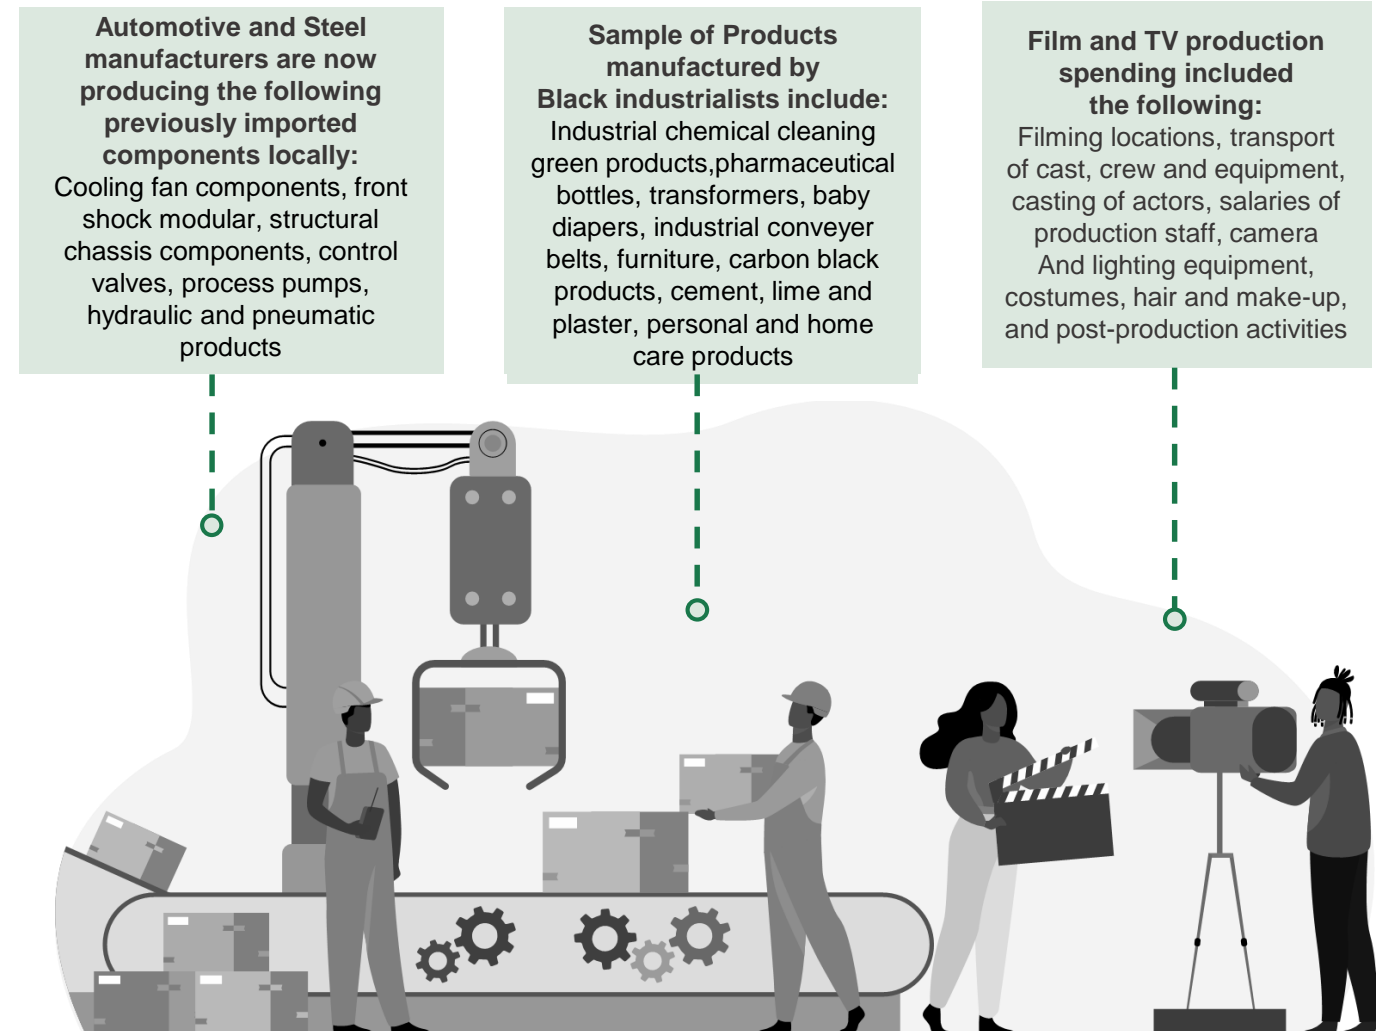 Automotive and Steel
manufacturers are now
producing the following
previously imported
components locally:
Cooling fan components, front
shock modular, structural
chassis components, control
valves, process pumps,
hydraulic and pneumatic
products
Sample of Products
manufactured by
Black industrialists include:
Industrial chemical cleaning
green products,pharmaceutical
bottles, transformers, baby
diapers, industrial conveyer
belts, furniture, carbon black
products, cement, lime and
plaster, personal and home
care products
Film and TV production
spending included
the following:
Filming locations, transport
of cast, crew and equipment,
casting of actors, salaries of
production staff, camera
And lighting equipment,
costumes, hair and make-up,
and post-production activities